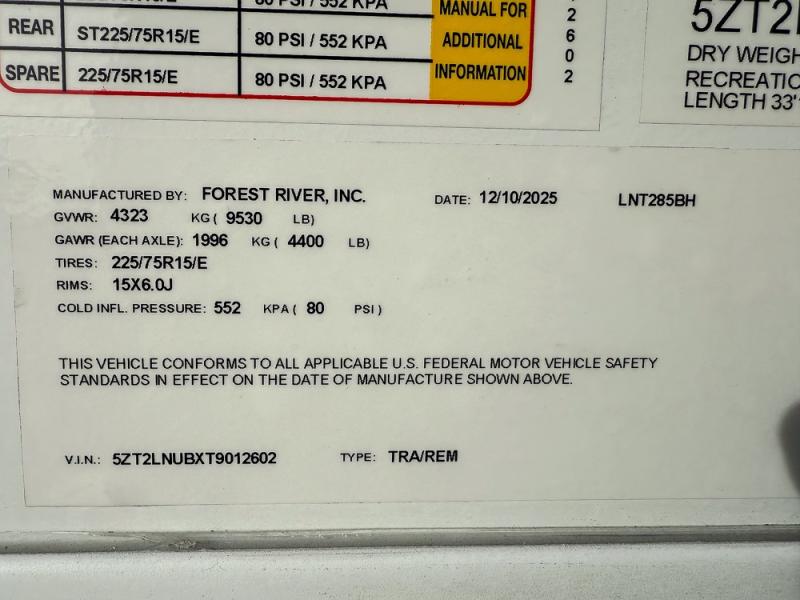 80 PSI / 552 KPA
MANUAL FOR
REAR ST225/75R15/E 80 PSI / 552 KPA ADDITIONAL
SPARE 225/75R15/E 80 PSI / 552 KPA INFORMATION
2
6
0
2
5ZT2
DRY WEIGH
RECREATIO
LENGTH 33'
MANUFACTURED BY: FOREST RIVER, INC. DATE: 12/10/2025 LNT285BH
GVWR: 4323 KG ( 9530 LB)
GAWR (EACH AXLE): 1996 KG ( 4400 LB)
TIRES: 225/75R15/E
RIMS: 15X6.0J
COLD INFL. PRESSURE: 552 KPA ( 80 PSI )
THIS VEHICLE CONFORMS TO ALL APPLICABLE U.S. FEDERAL MOTOR VEHICLE SAFETY
STANDARDS IN EFFECT ON THE DATE OF MANUFACTURE SHOWN ABOVE.
V.I.N.: 5ZT2LNUBXT9012602 TYPE: TRA/REM